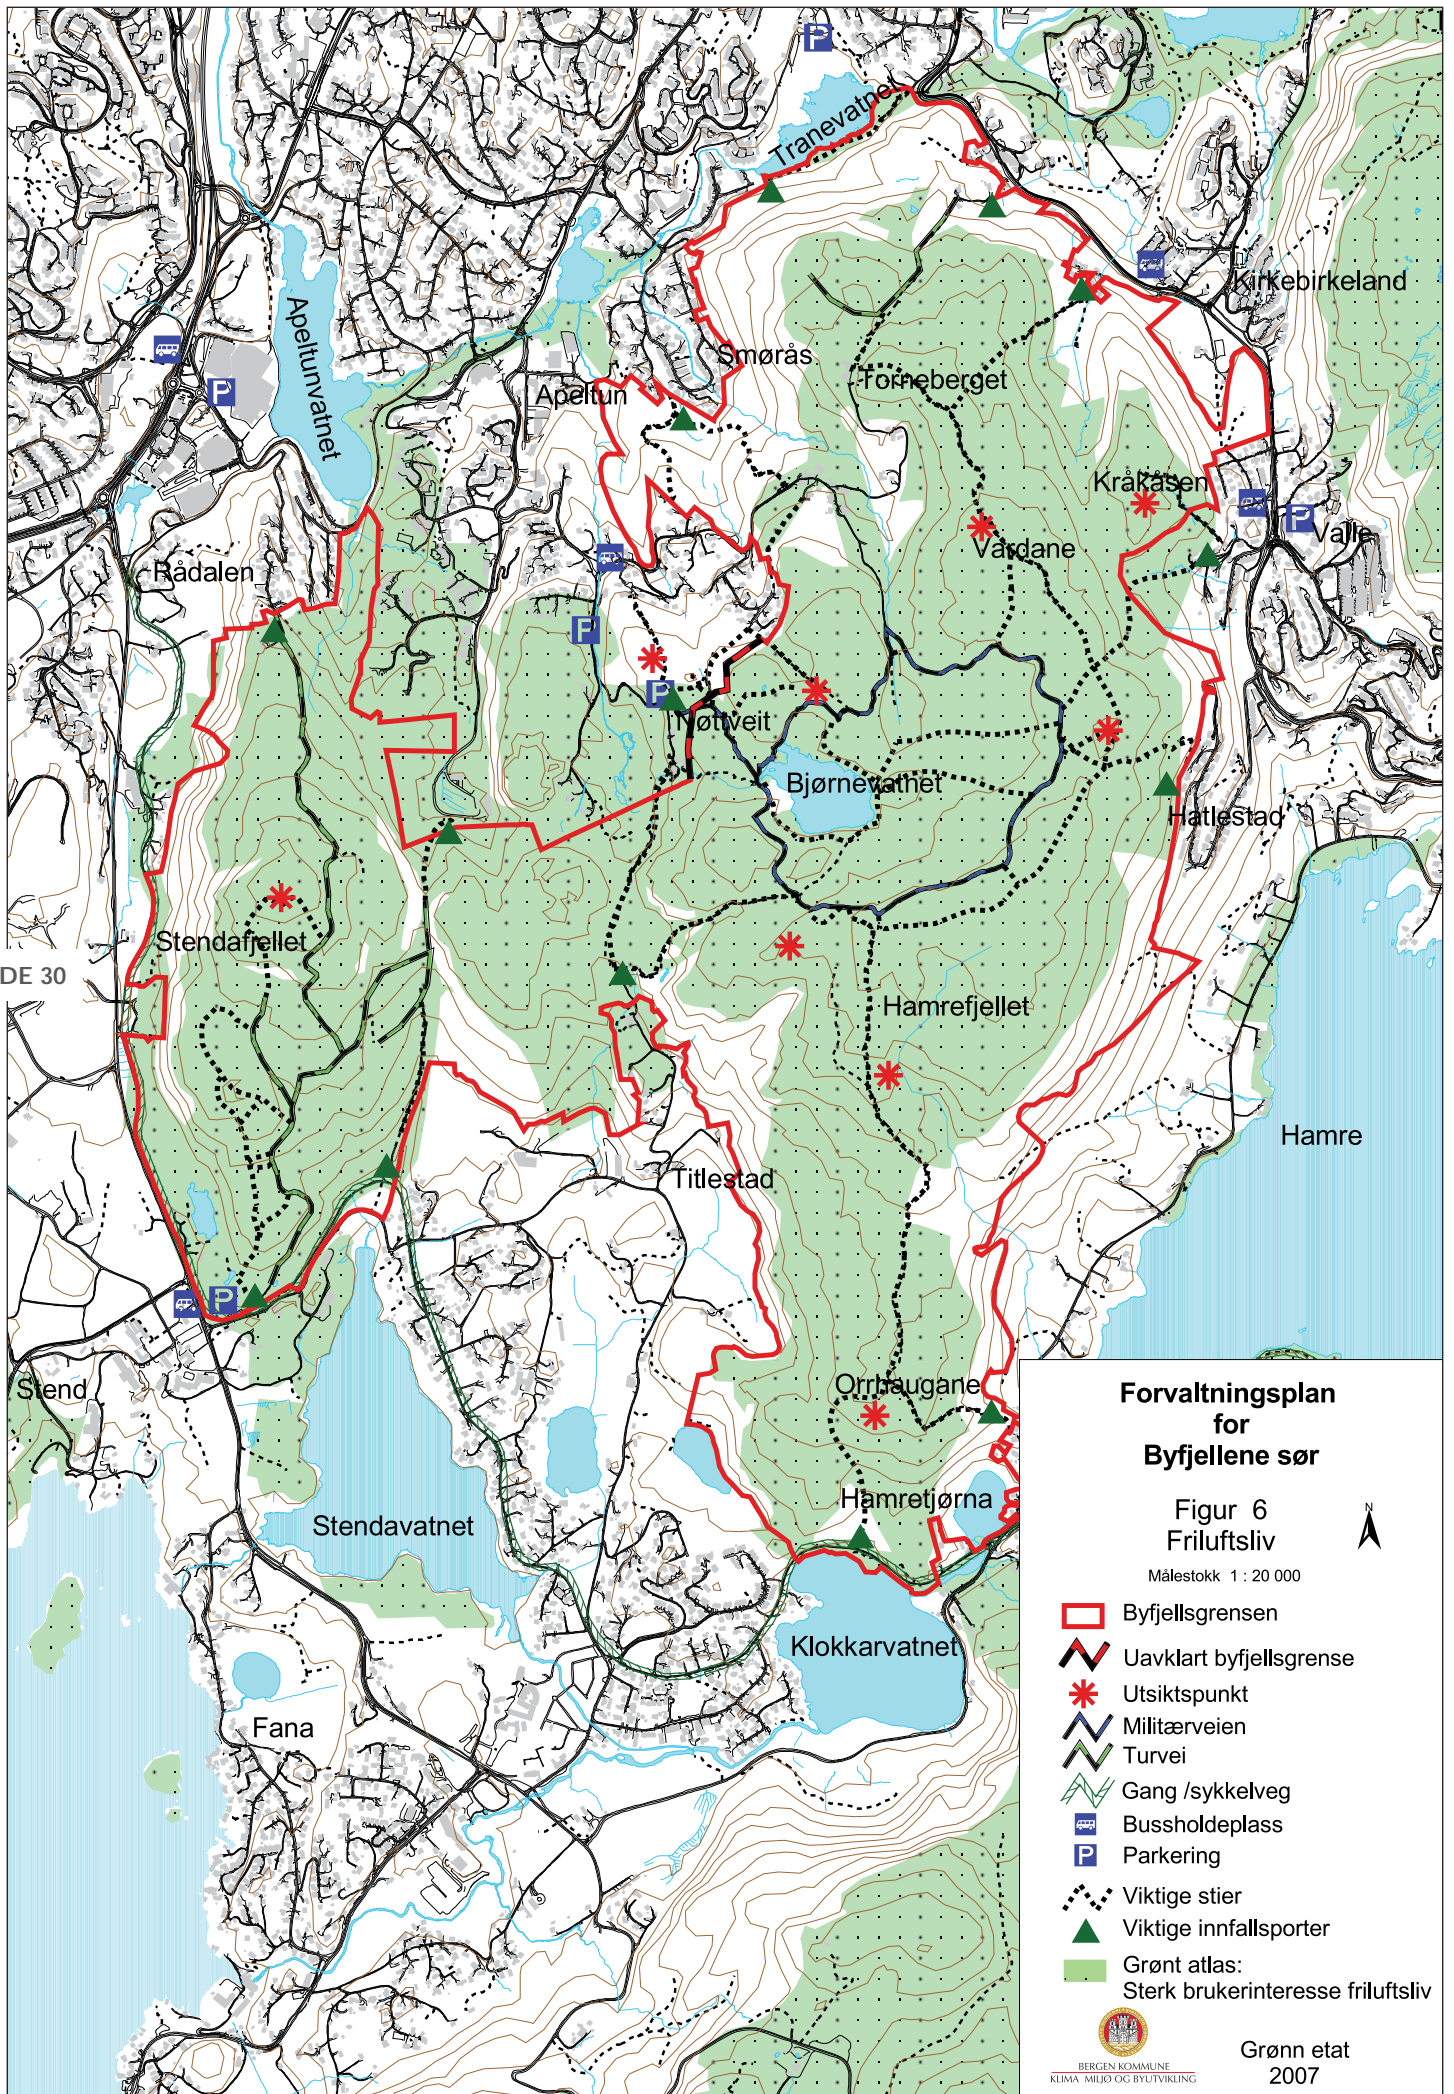 P
Tranevatnet
Kirkebirkeland
Apeltunvatnet
P
Smørås
Apeltun
Torneberget
Kråkåsen
P
Valle
Vardane
Rådalen
P
P
Nøttveit
Bjørnevatnet
Hatlestad
Stendafjellet
DE 30
Hamrefjellet
Hamre
Titlestad
P
Stend
Orrhaugane
Hamretjørna
Stendavatnet
Klokkarvatnet
Fana
Forvaltningsplan
for
Byfjellene sør
Figur 6
Friluftsliv
N
Målestokk 1 : 20 000
Byfjellsgrensen
Uavklart byfjellsgrense
Utsiktspunkt
Militærveien
Turvei
Gang /sykkelveg
Bussholdeplass
P Parkering
Viktige stier
Viktige innfallsporter
Grønt atlas:
Sterk brukerinteresse friluftsliv
BERGEN KOMMUNE
KLIMA MILJØ OG BYUTVIKLING
Grønn etat
2007